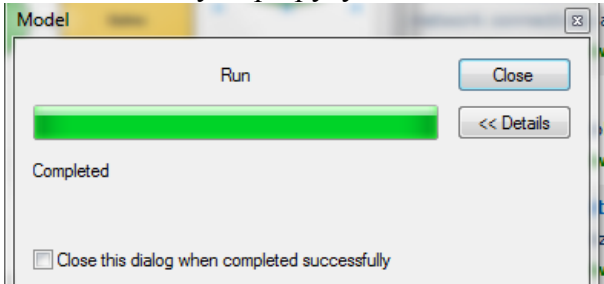 Model
Run
Close
<< Details
Completed
Close this dialog when completed successfully